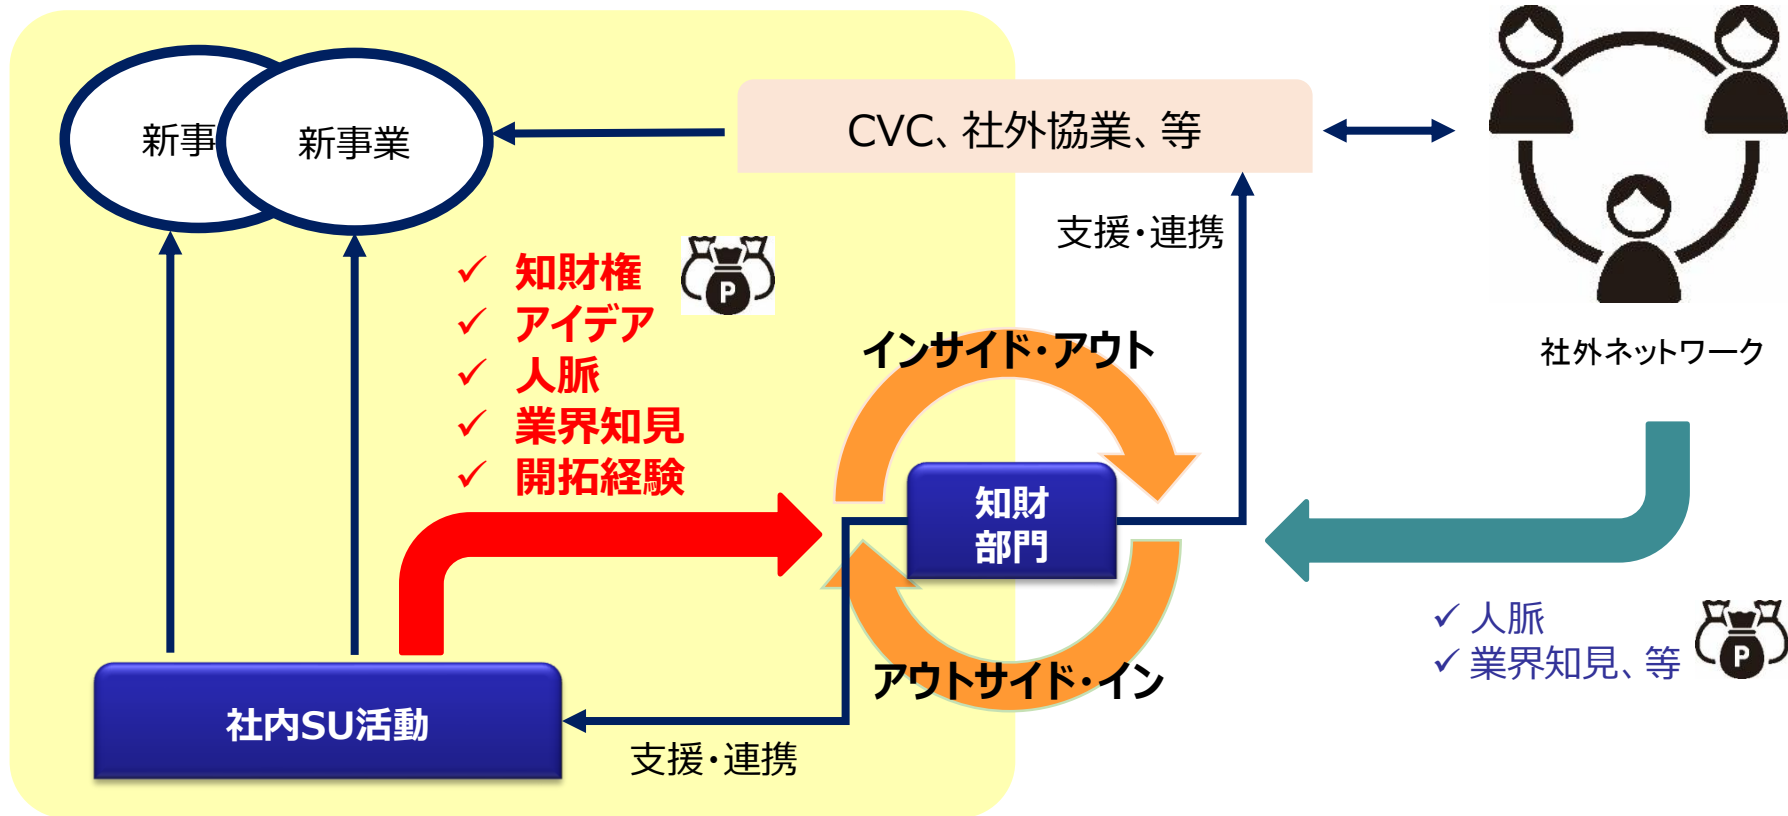 新事
新事業
CVC、社外協業、等
支援・連携
✓ 知財権
✓ アイデア
✓ 人脈
✓ 業界知見
✓ 開拓経験
P
インサイド・アウト
社外ネットワーク
知財
部門
✓ 人脈
✓ 業界知見、等
P
アウトサイド・イン
社内SU活動
支援・連携